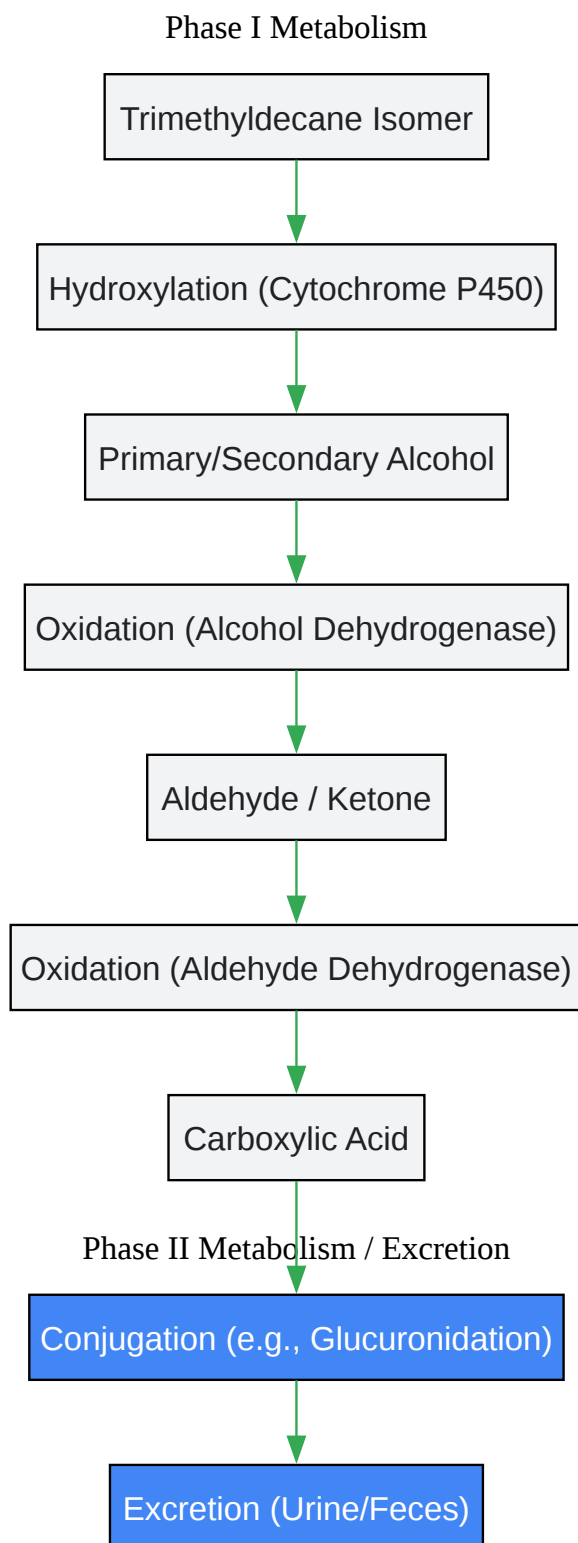 Phase I Metabolism
Trimethyldecane Isomer
Hydroxylation (Cytochrome P450)
Primary/Secondary Alcohol
Oxidation (Alcohol Dehydrogenase)
Aldehyde / Ketone
Oxidation (Aldehyde Dehydrogenase)
Carboxylic Acid
Phase II Metabolism / Excretion
Conjugation (e.g., Glucuronidation)
Excretion (Urine/Feces)